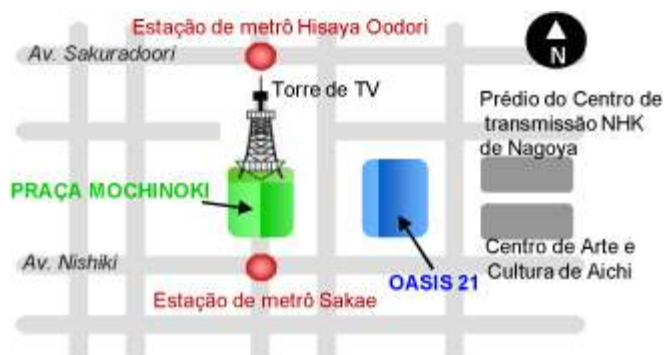 Estação de metrô Hisaya Oodori
Av. Sakuradoori
N
Torre de TV
Prédio do Centro de
transmissão NHK
de Nagoya
PRAÇA MOCHINOKI
Av. Nishiki
Centro de Arte e
Cultura de Aichi
OASIS 21
Estação de metrô Sakae